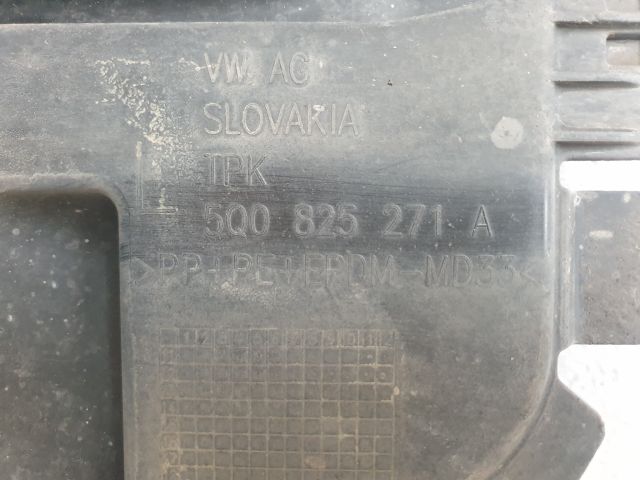 VW AG
SLOVAKIA
TPK
5Q0 825 271 A
>PP+PE+EPDM-MD33<